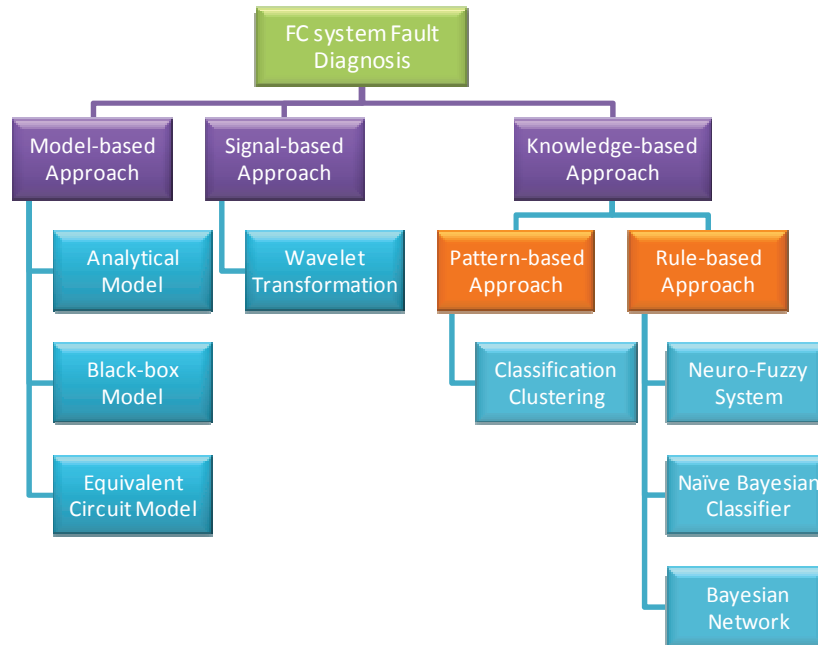 FC system Fault
Diagnosis
Model-based
Approach
Signal-based
Approach
Knowledge-based
Approach
Analytical
Model
Wavelet
Transformation
Pattern-based
Approach
Rule-based
Approach
Black-box
Model
Classification
Clustering
Neuro-Fuzzy
System
Equivalent
Circuit Model
Naïve Bayesian
Classifier
Bayesian
Network